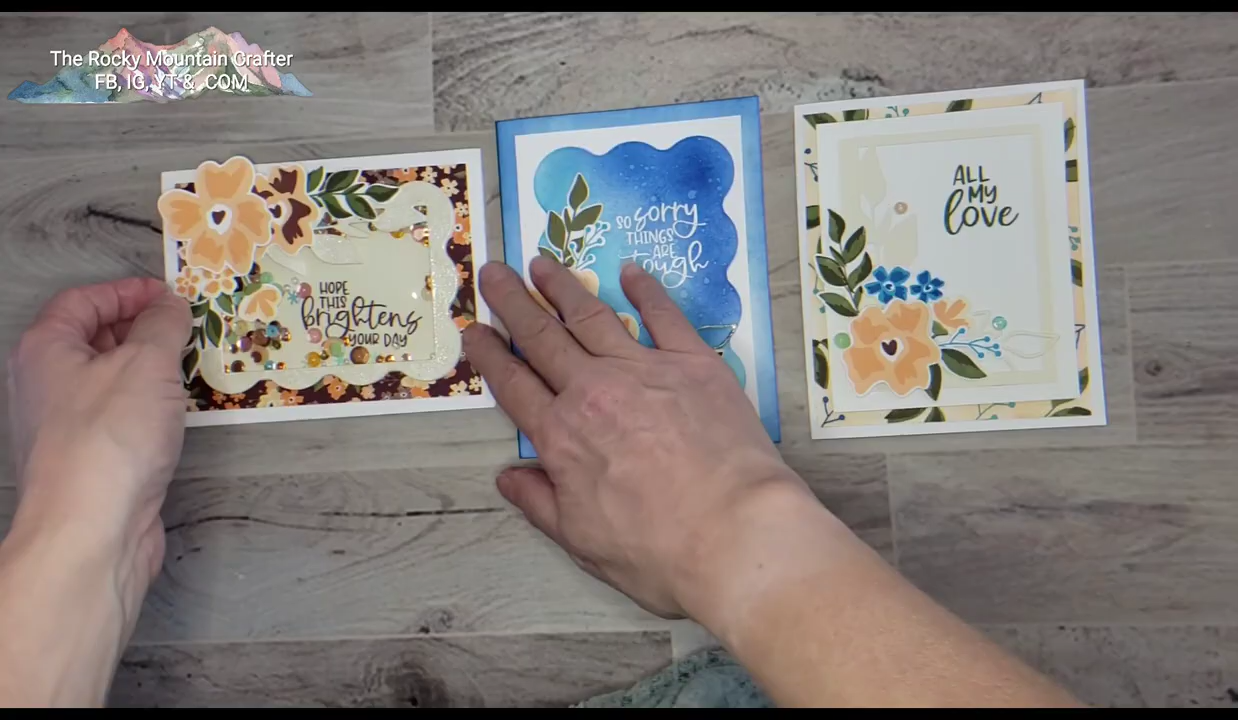 The Rocky Mountain Crafter
FB, IG, YT & .COM
HOPE
THIS
brightens
YOUR DAY
SO sorry
THINGS
ARE
tough
ALL
MY
love